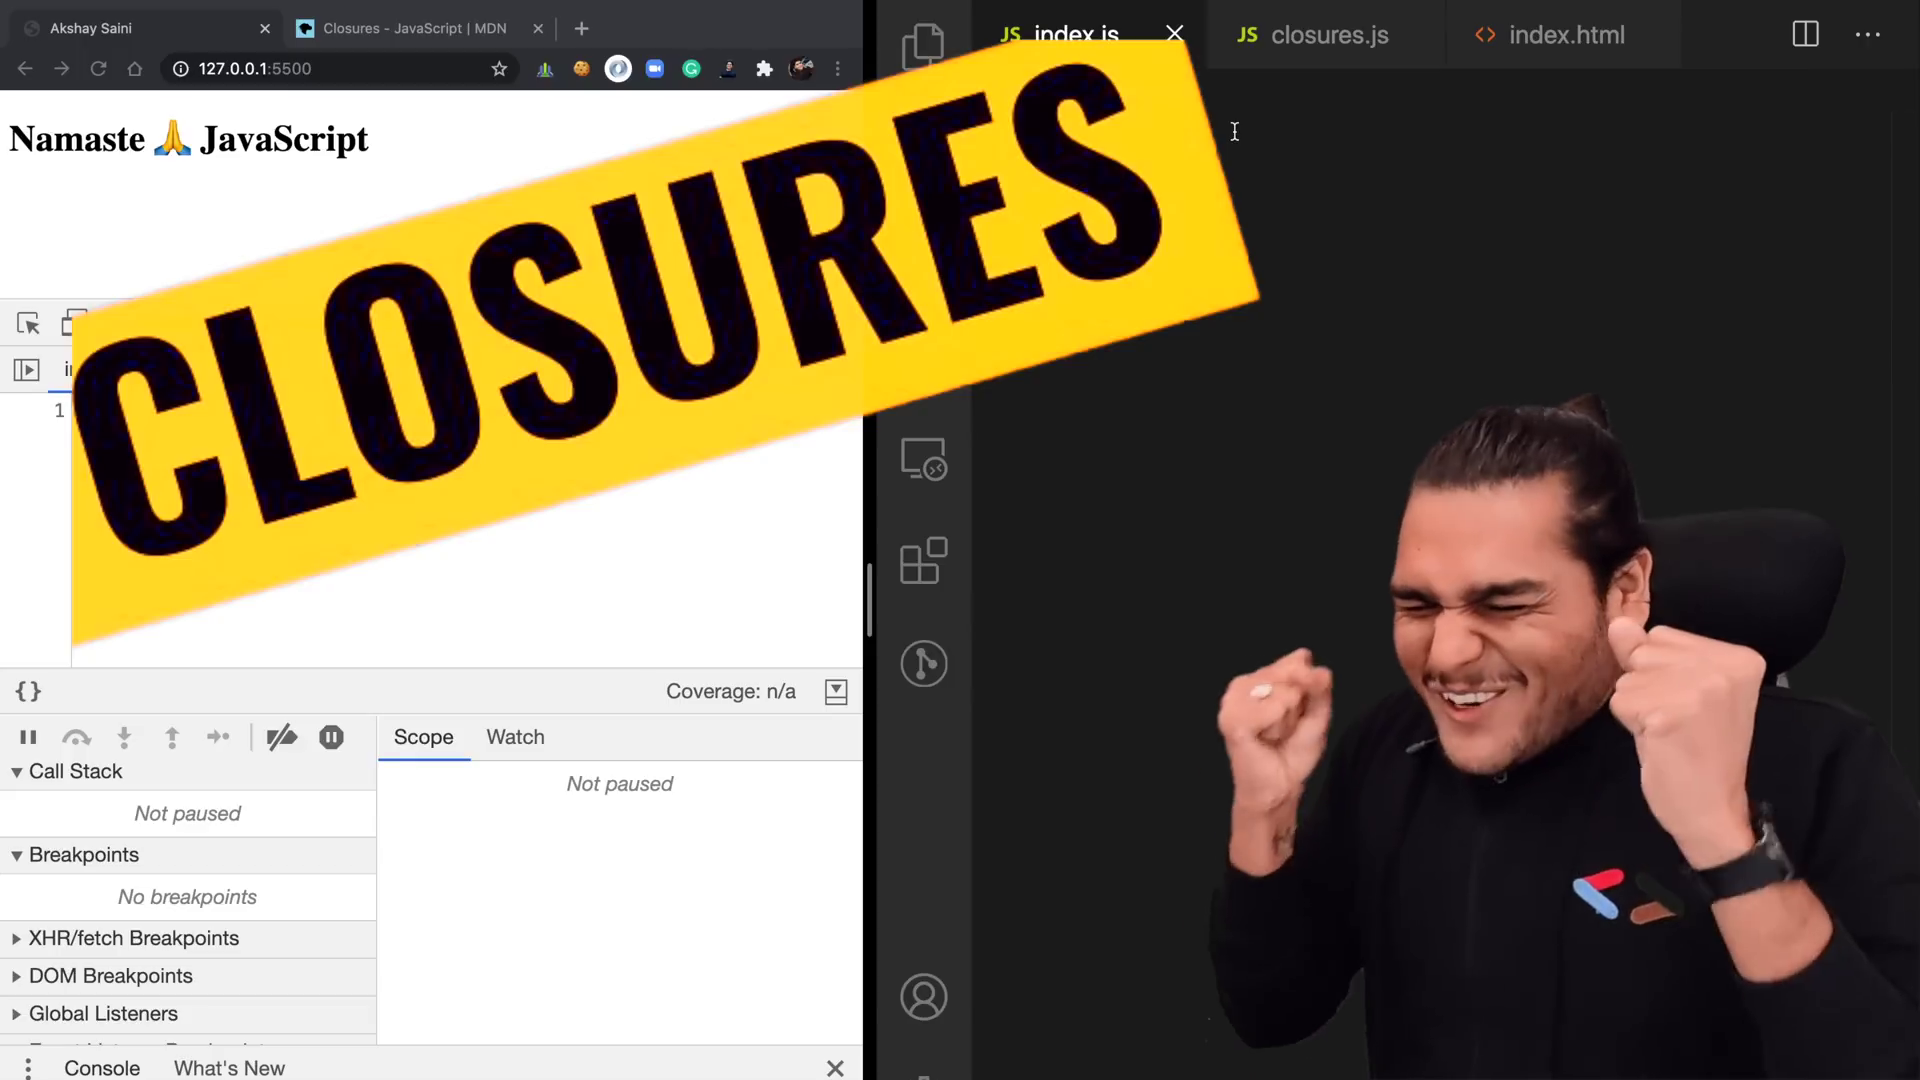 Akshay Saini
Closures - JavaScript | MDN
127.0.0.1:5500
Namaste 🙏 JavaScript
CLOSURES
1
{ }
Coverage: n/a
Scope
Watch
Call Stack
Not paused
Not paused
Breakpoints
No breakpoints
XHR/fetch Breakpoints
DOM Breakpoints
Global Listeners
Console
What's New
JS index.js
JS closures.js
<> index.html